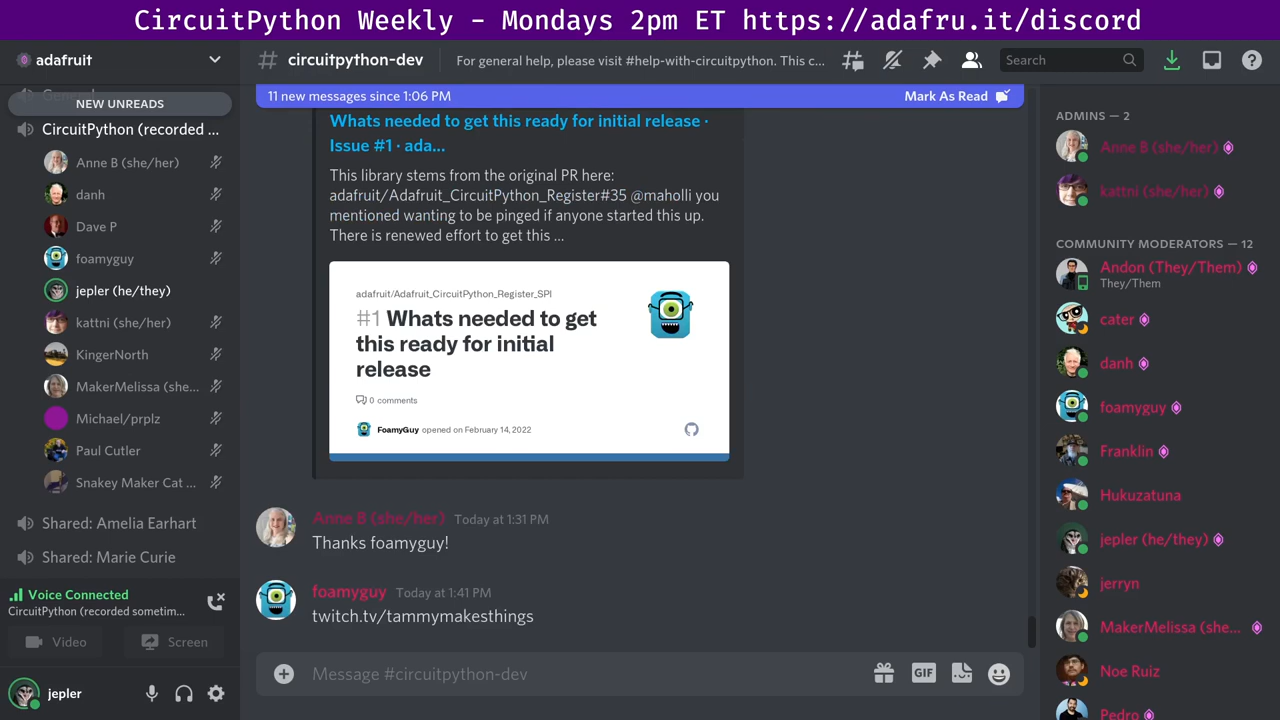 CircuitPython Weekly - Mondays 2pm ET https://adafru.it/discord
adafruit
General
NEW UNREADS
CircuitPython (recorded ...
Anne B (she/her)
danh
Dave P
foamyguy
jepler (he/they)
kattni (she/her)
KingerNorth
MakerMelissa (she...
Michael/prplz
Paul Cutler
Snakey Maker Cat ...
Shared: Amelia Earhart
Shared: Marie Curie
Voice Connected
CircuitPython (recorded sometim...
Video
Screen
jepler
# circuitpython-dev
For general help, please visit #help-with-circuitpython. This c...
Search
11 new messages since 1:06 PM
Mark As Read
Whats needed to get this ready for initial release ·
Issue #1 · ada...
This library stems from the original PR here:
adafruit/Adafruit_CircuitPython_Register#35 @maholli you
mentioned wanting to be pinged if anyone started this up.
There is renewed effort to get this ...
adafruit/Adafruit_CircuitPython_Register_SPI
#1 Whats needed to get
this ready for initial
release
0 comments
FoamyGuy opened on February 14, 2022
Anne B (she/her) Today at 1:31 PM
Thanks foamyguy!
foamyguy Today at 1:41 PM
twitch.tv/tammymakesthings
Message #circuitpython-dev
GIF
ADMINS — 2
Anne B (she/her)
kattni (she/her)
COMMUNITY MODERATORS — 12
Andon (They/Them)
They/Them
cater
danh
foamyguy
Franklin
Hukuzatuna
jepler (he/they)
jerryn
MakerMelissa (she...
Noe Ruiz
Pedro